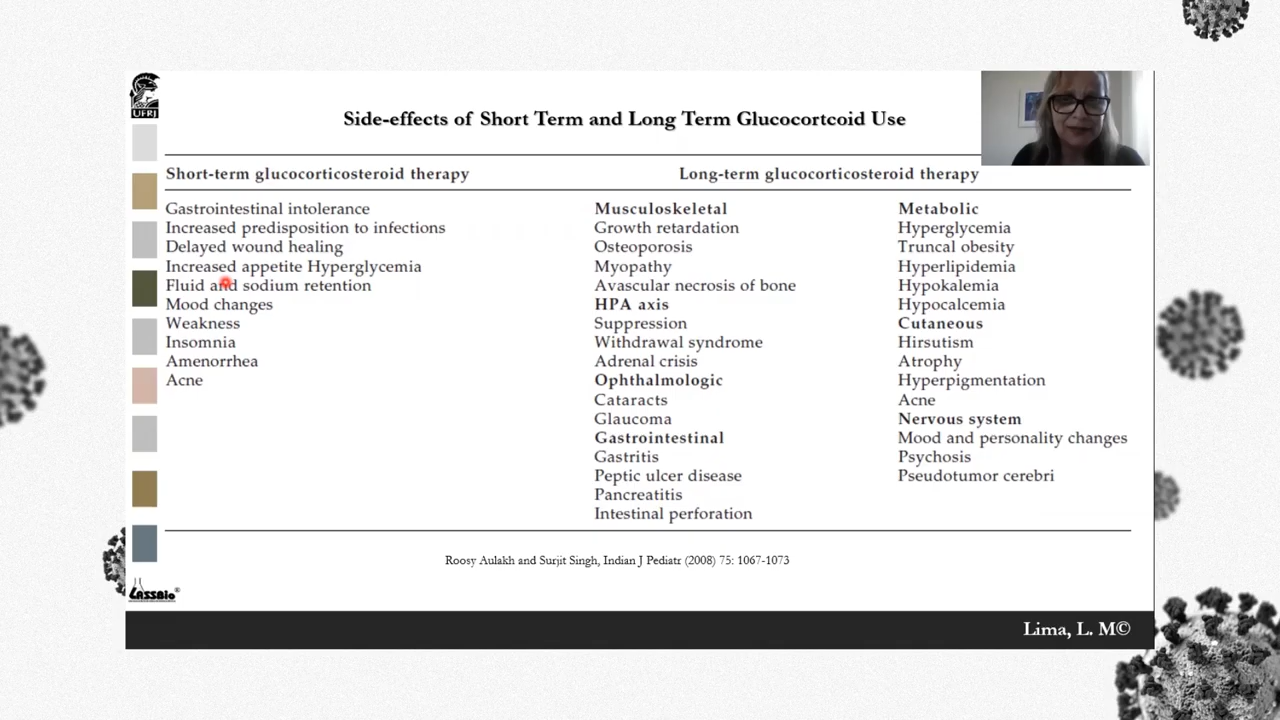 UFRJ
Side-effects of Short Term and Long Term Glucocortcoid Use
Short-term glucocorticosteroid therapy
Gastrointestinal intolerance
Increased predisposition to infections
Delayed wound healing
Increased appetite Hyperglycemia
Fluid and sodium retention
Mood changes
Weakness
Insomnia
Amenorrhea
Acne
Long-term glucocorticosteroid therapy
Musculoskeletal
Growth retardation
Osteoporosis
Myopathy
Avascular necrosis of bone
HPA axis
Suppression
Withdrawal syndrome
Adrenal crisis
Ophthalmologic
Cataracts
Glaucoma
Gastrointestinal
Gastritis
Peptic ulcer disease
Pancreatitis
Intestinal perforation
Metabolic
Hyperglycemia
Truncal obesity
Hyperlipidemia
Hypokalemia
Hypocalcemia
Cutaneous
Hirsutism
Atrophy
Hyperpigmentation
Acne
Nervous system
Mood and personality changes
Psychosis
Pseudotumor cerebri
Roosy Aulakh and Surjit Singh, Indian J Pediatr (2008) 75: 1067-1073
LASSBio®
Lima, L. M©